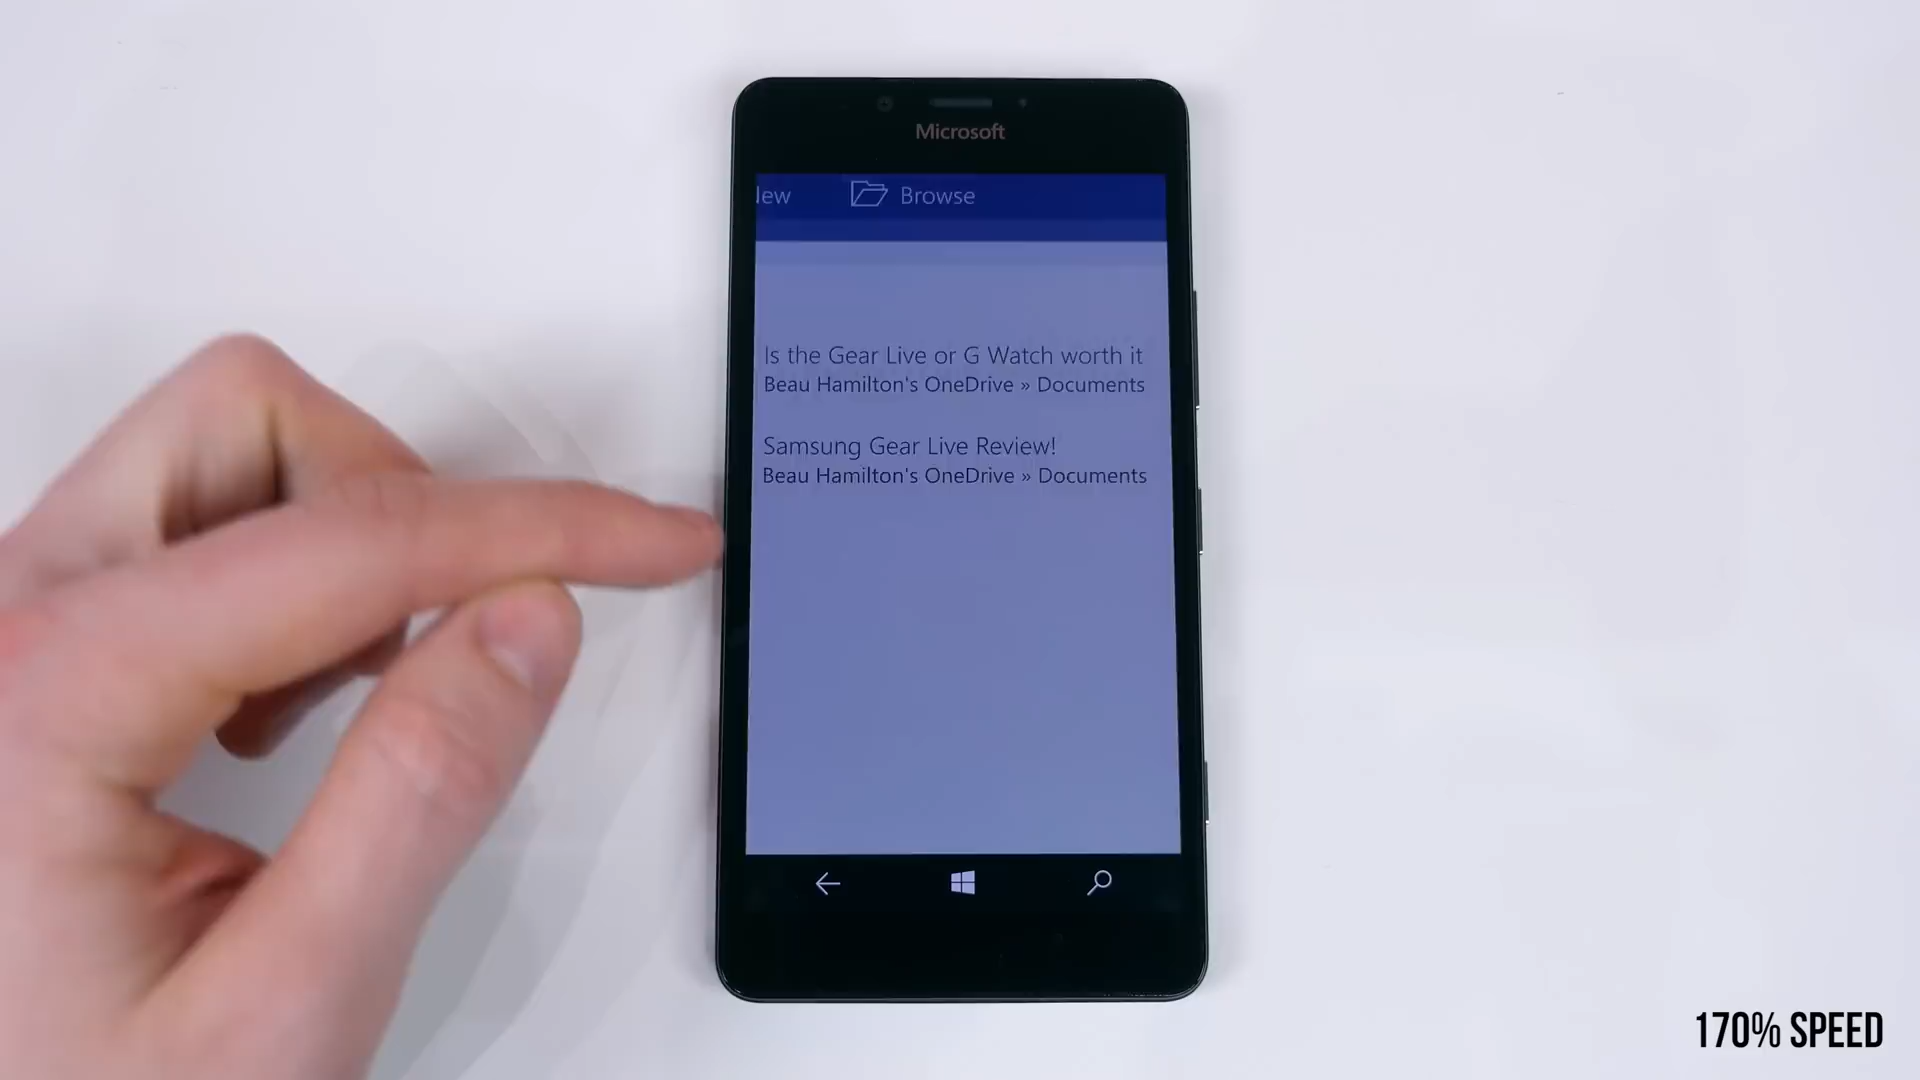 Microsoft
New Browse
Is the Gear Live or G Watch worth it
Beau Hamilton's OneDrive » Documents
Samsung Gear Live Review!
Beau Hamilton's OneDrive » Documents
170% SPEED